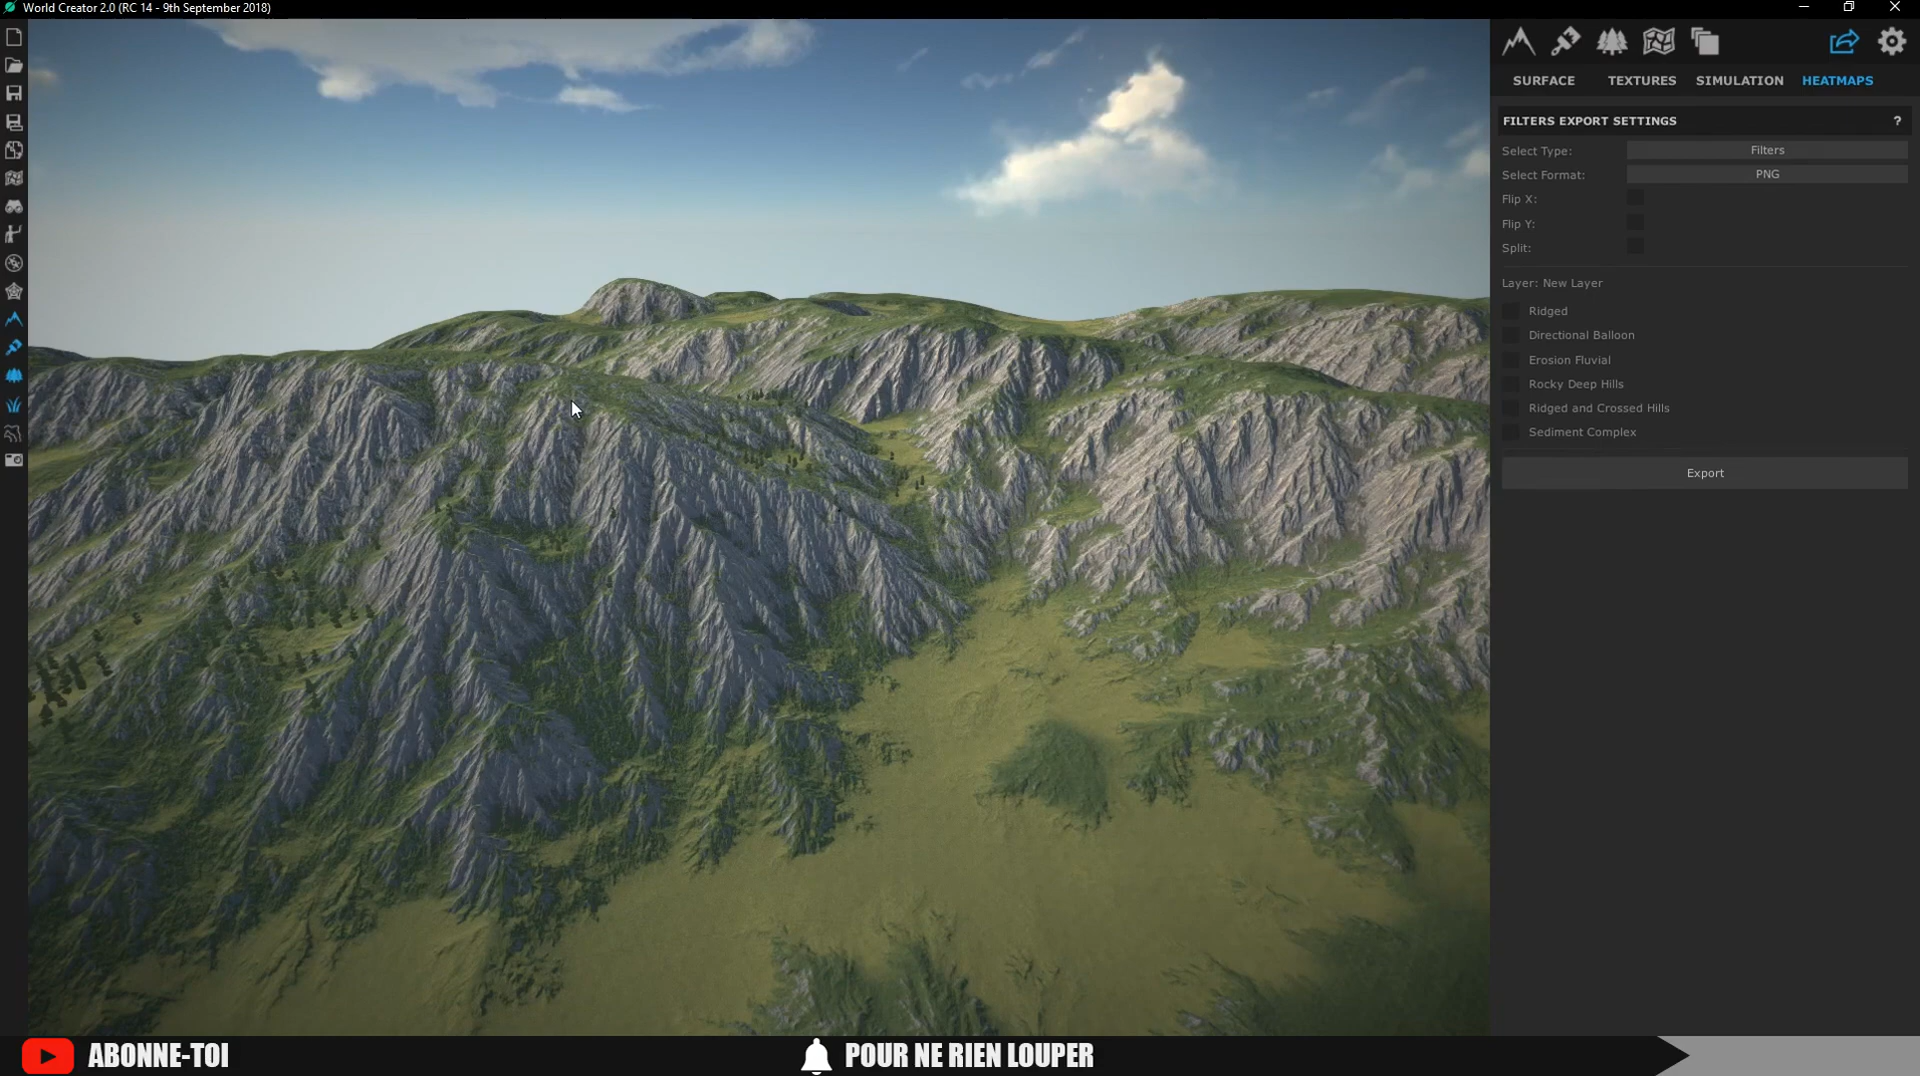 World Creator 2.0 (RC 14 - 9th September 2018)
SURFACE TEXTURES SIMULATION HEATMAPS
FILTERS EXPORT SETTINGS ?
Select Type: Filters
Select Format: PNG
Flip X:
Flip Y:
Split:
Layer: New Layer
Ridged
Directional Balloon
Erosion Fluvial
Rocky Deep Hills
Ridged and Crossed Hills
Sediment Complex
Export
ABONNE-TOI POUR NE RIEN LOUPER